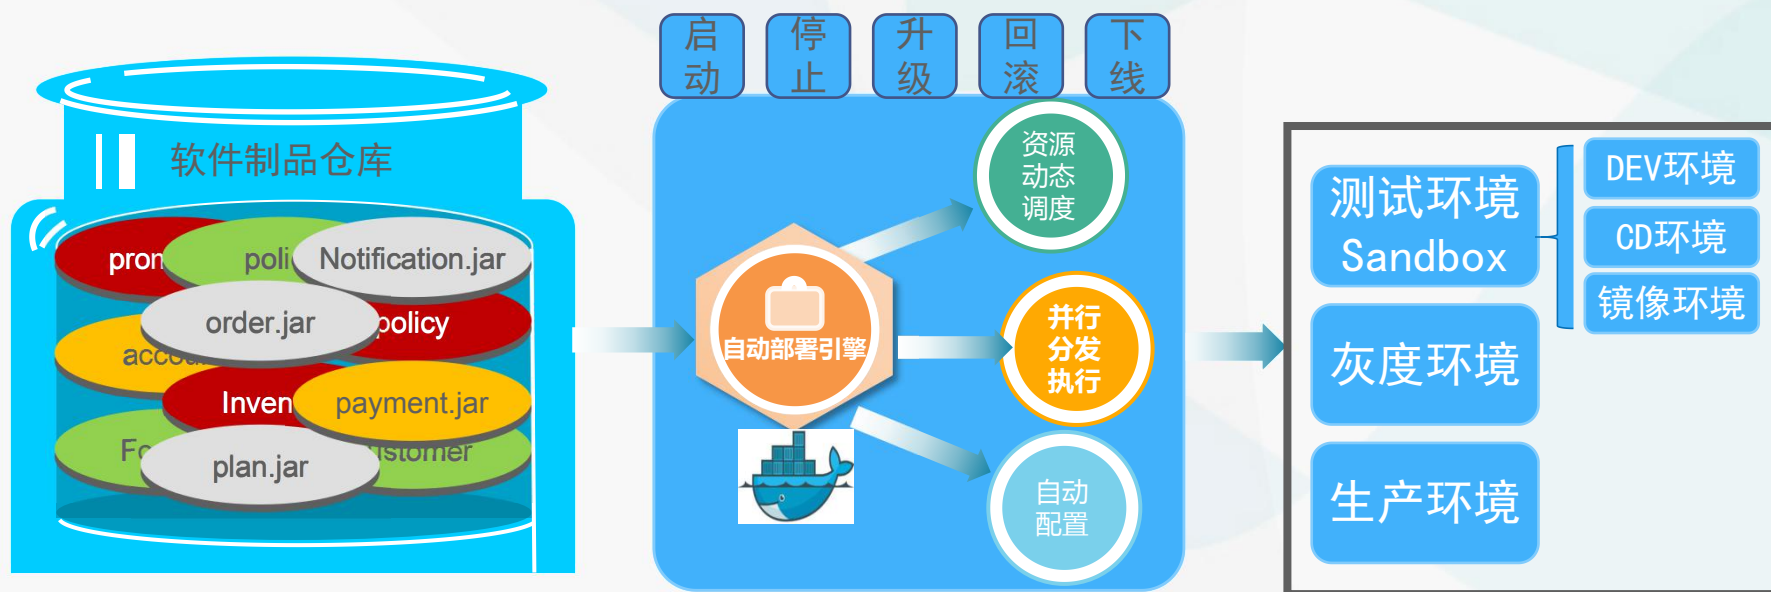 启动
停止
升级
回滚
下线
软件制品仓库
Notification.jar
order.jar
policy
payment.jar
plan.jar
自动部署引擎
资源
动态
调度
并行
分发
执行
自动
配置
测试环境
Sandbox
DEV环境
CD环境
镜像环境
灰度环境
生产环境